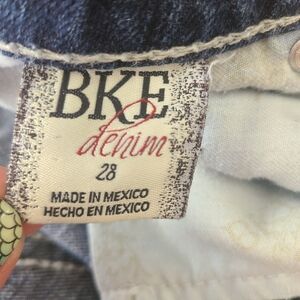 BKE
denim
28
MADE IN MEXICO
HECHO EN MEXICO